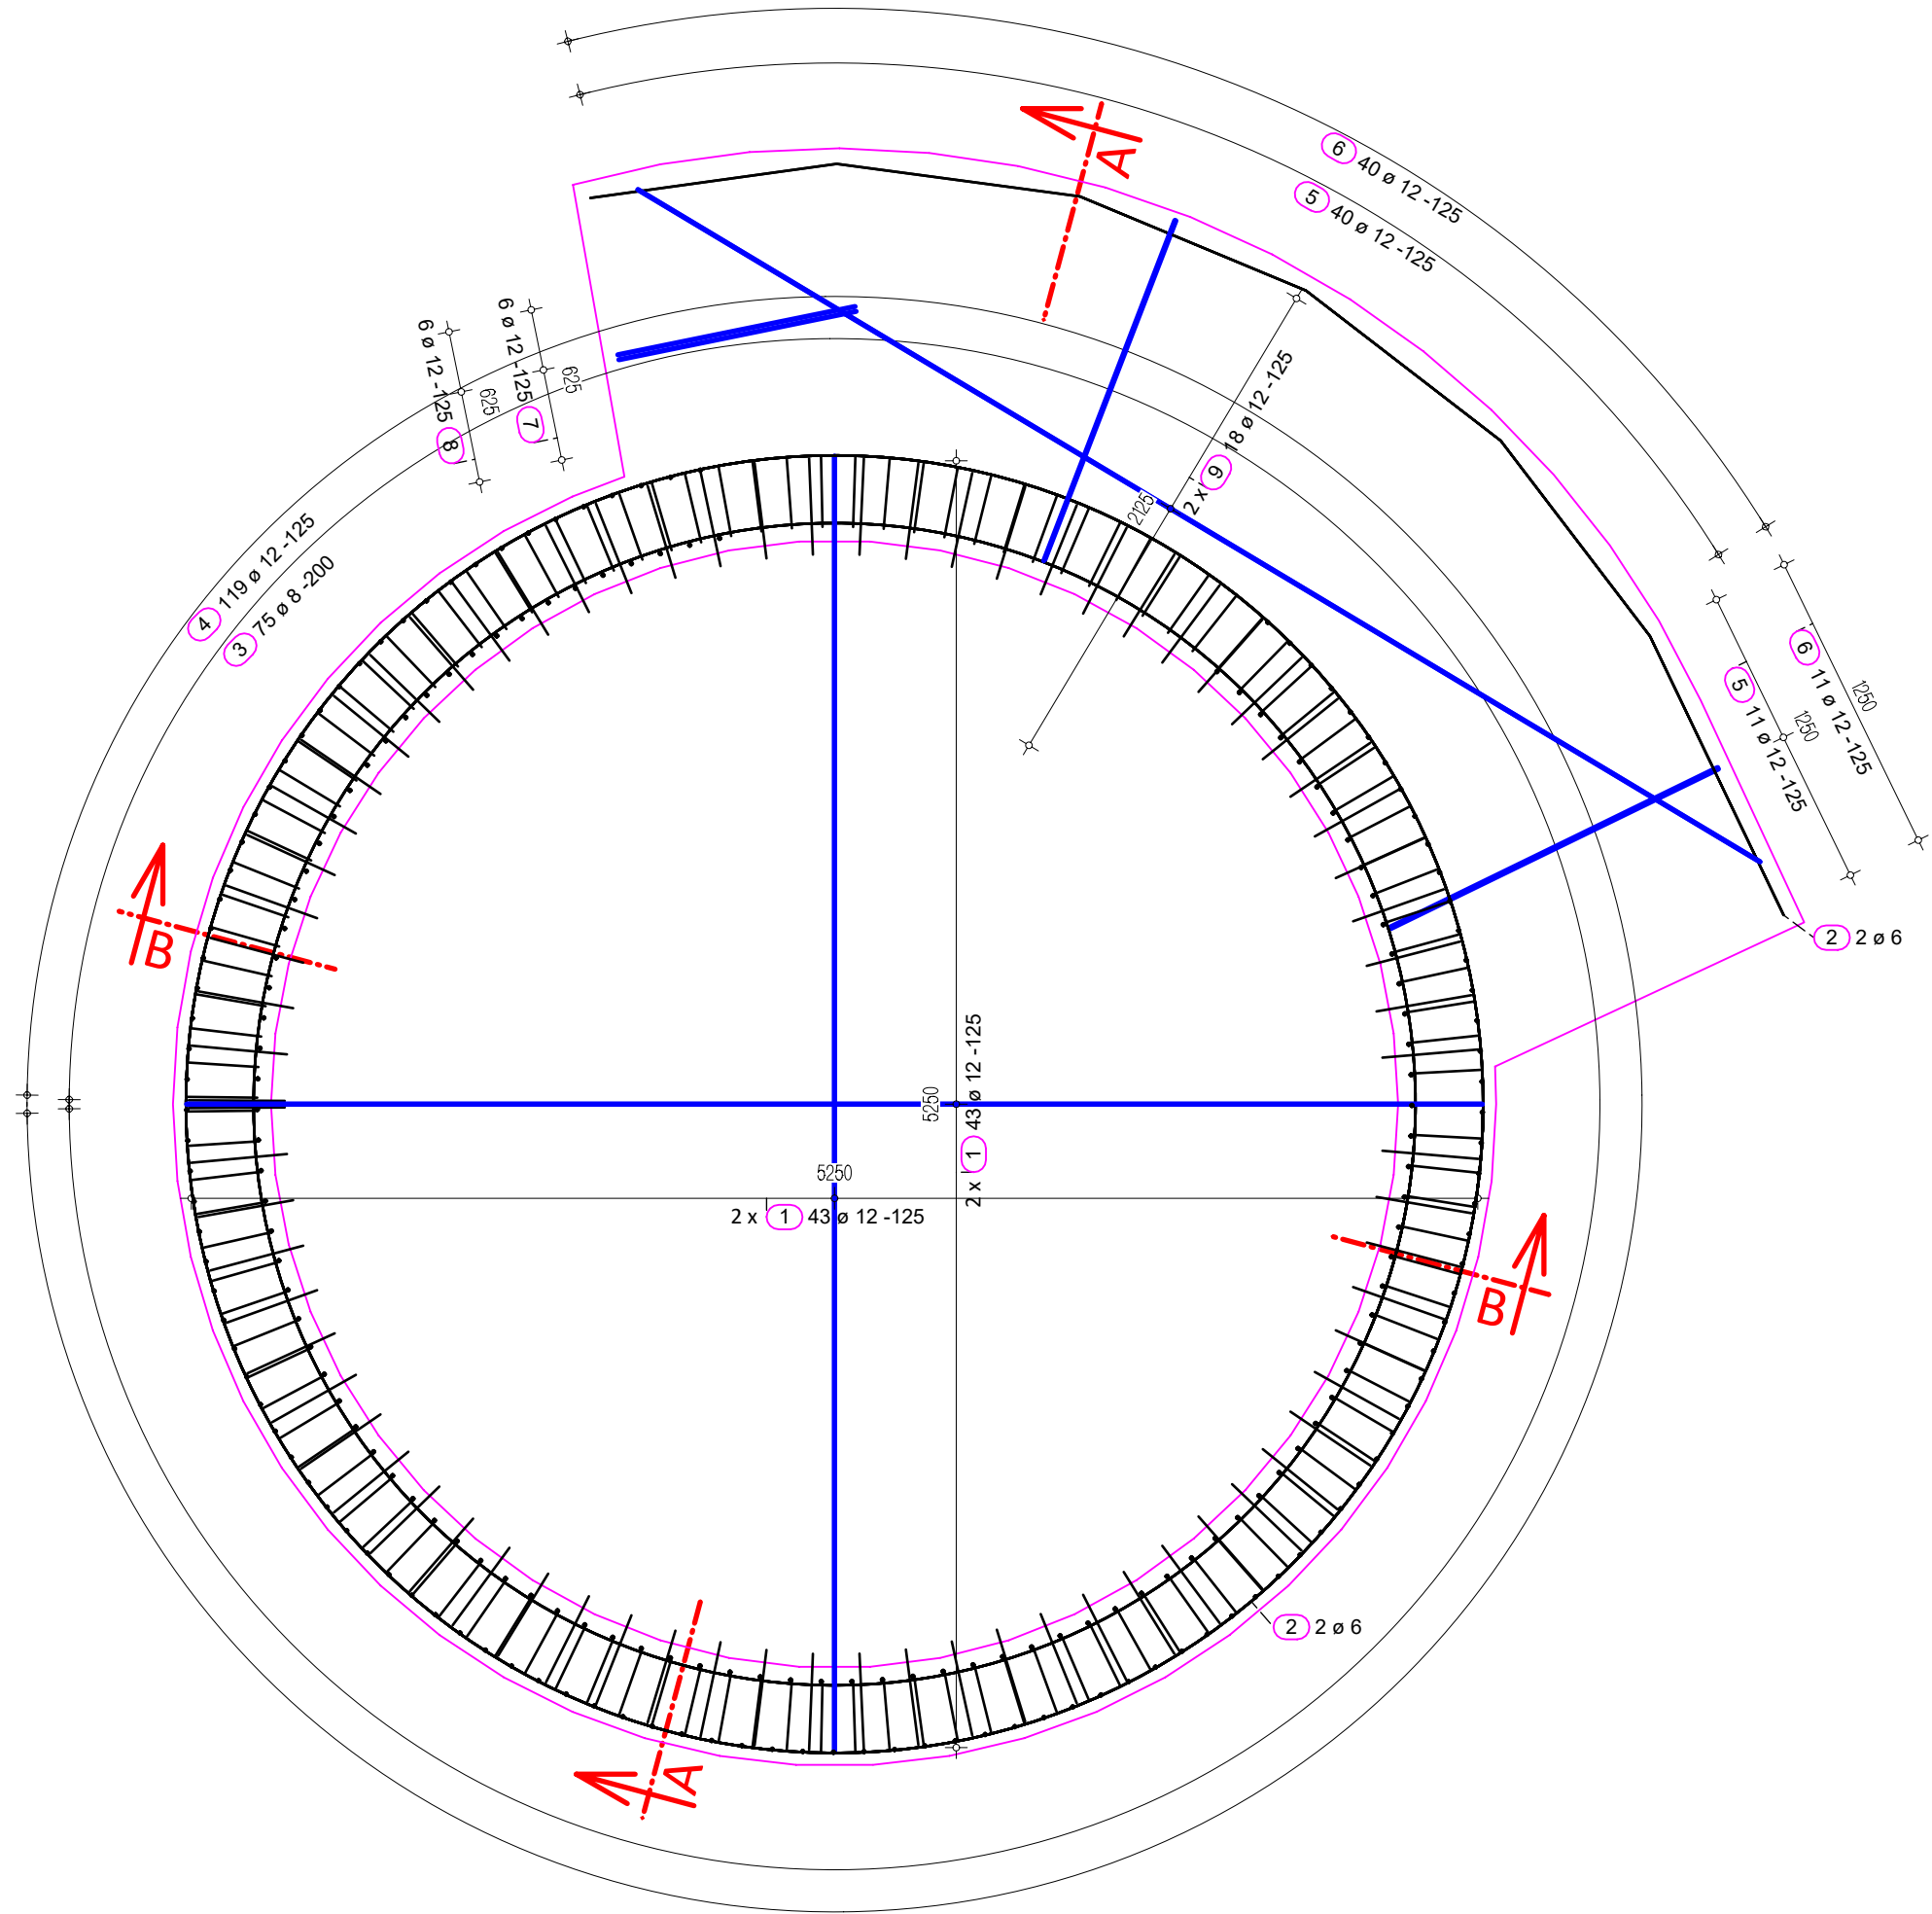 6 40 ø 12 -125
5 40 ø 12 -125
A
6 ø 12 -125 7
625
6 ø 12 -125 8
625
2 x 9 18 ø 12 -125
2125
4 119 ø 12 -125
3 75 ø 8 -200
6 11 ø 12 -125
1250
5 11 ø 12 -125
1250
2 2 ø 6
B
2 x 1 43 ø 12 -125
5250
5250
2 x 1 43 ø 12 -125
B
2 2 ø 6
A